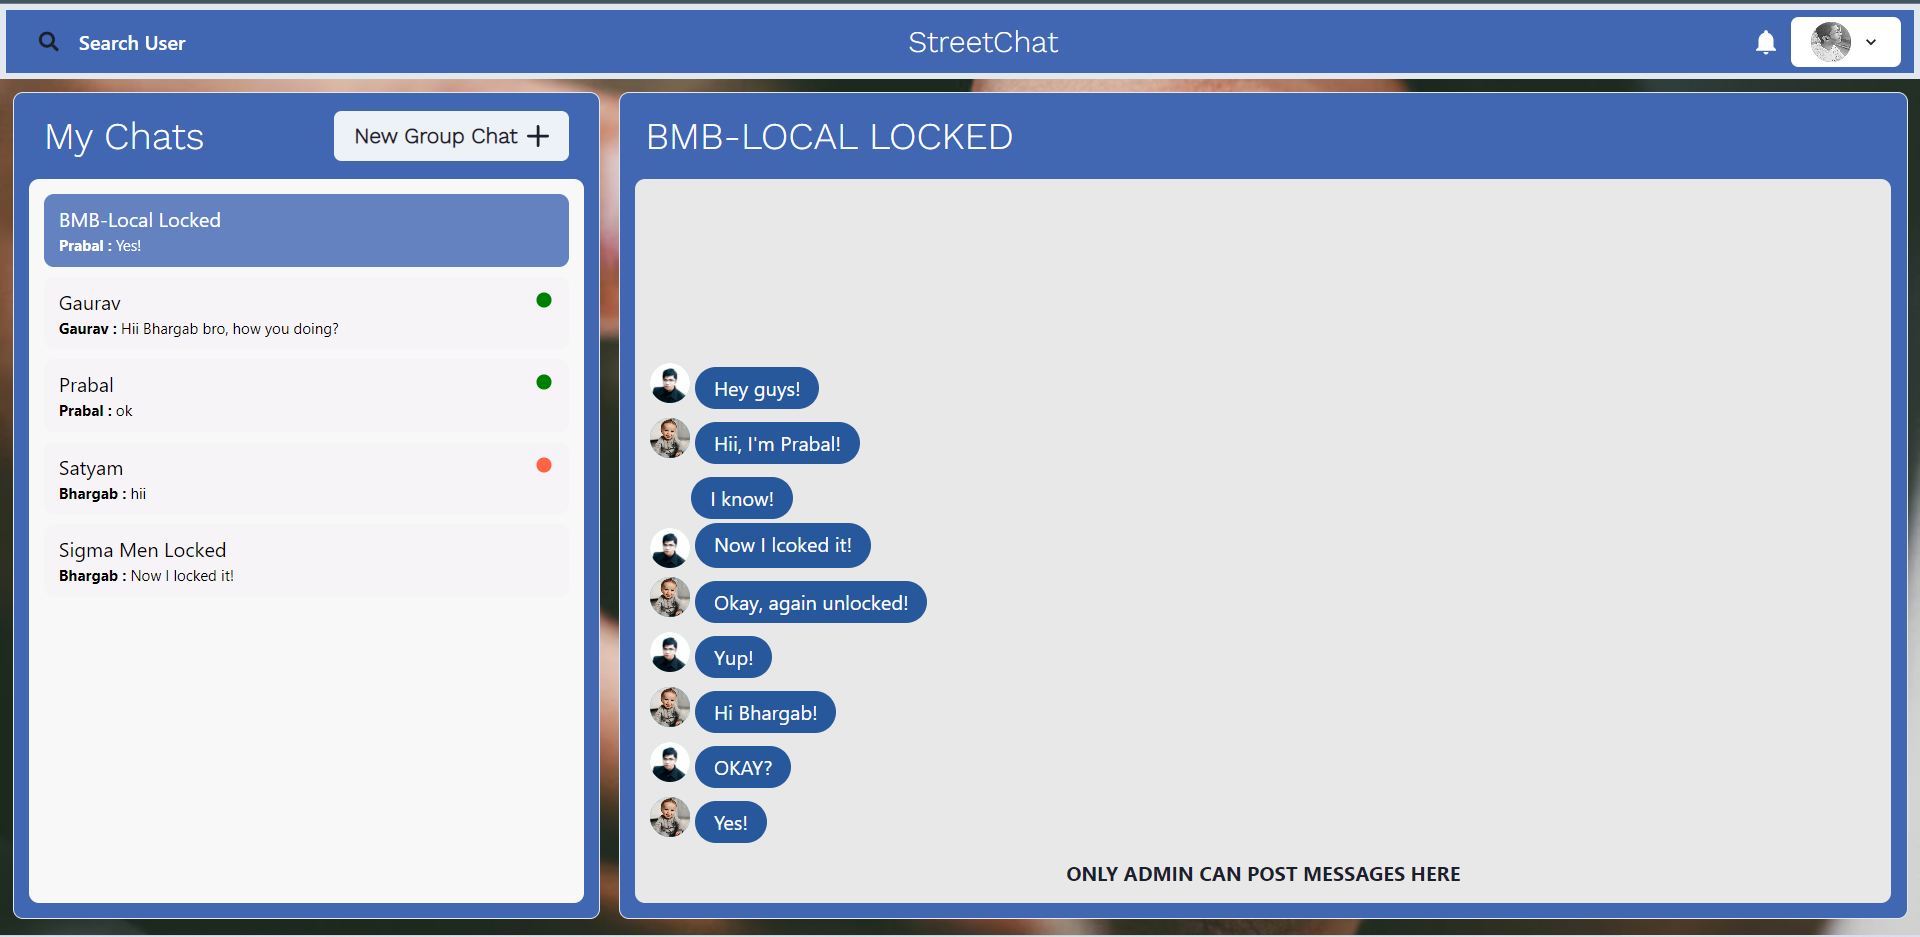 Search User
StreetChat
My Chats
New Group Chat
BMB-Local Locked
Prabal : Yes!
Gaurav
Gaurav : Hii Bhargab bro, how you doing?
Prabal
Prabal : ok
Satyam
Bhargab : hii
Sigma Men Locked
Bhargab : Now I locked it!
BMB-LOCAL LOCKED
Hey guys!
Hii, I'm Prabal!
I know!
Now I lcoked it!
Okay, again unlocked!
Yup!
Hi Bhargab!
OKAY?
Yes!
ONLY ADMIN CAN POST MESSAGES HERE